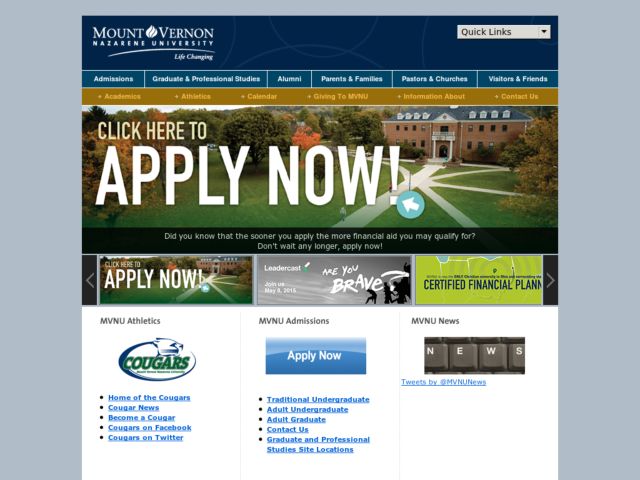 MOUNT VERNON
NAZARENE UNIVERSITY
Life Changing
Quick Links
Admissions
Graduate & Professional Studies
Alumni
Parents & Families
Pastors & Churches
Visitors & Friends
+ Academics
+ Athletics
+ Calendar
+ Giving To MVNU
+ Information About
+ Contact Us
CLICK HERE TO
APPLY NOW!
Did you know that the sooner you apply the more financial aid you may qualify for?
Don't wait any longer, apply now!
CLICK HERE TO
APPLY NOW!
Leadercast
Join us
May 8, 2015
ARE YOU
BRAVE?
CERTIFIED FINANCIAL PLANN
MVNU Athletics
COUGARS
Home of the Cougars
Cougar News
Become a Cougar
Cougars on Facebook
Cougars on Twitter
MVNU Admissions
Apply Now
Traditional Undergraduate
Adult Undergraduate
Adult Graduate
Contact Us
Graduate and Professional
Studies Site Locations
MVNU News
NEWS
Tweets by @MVNUNews